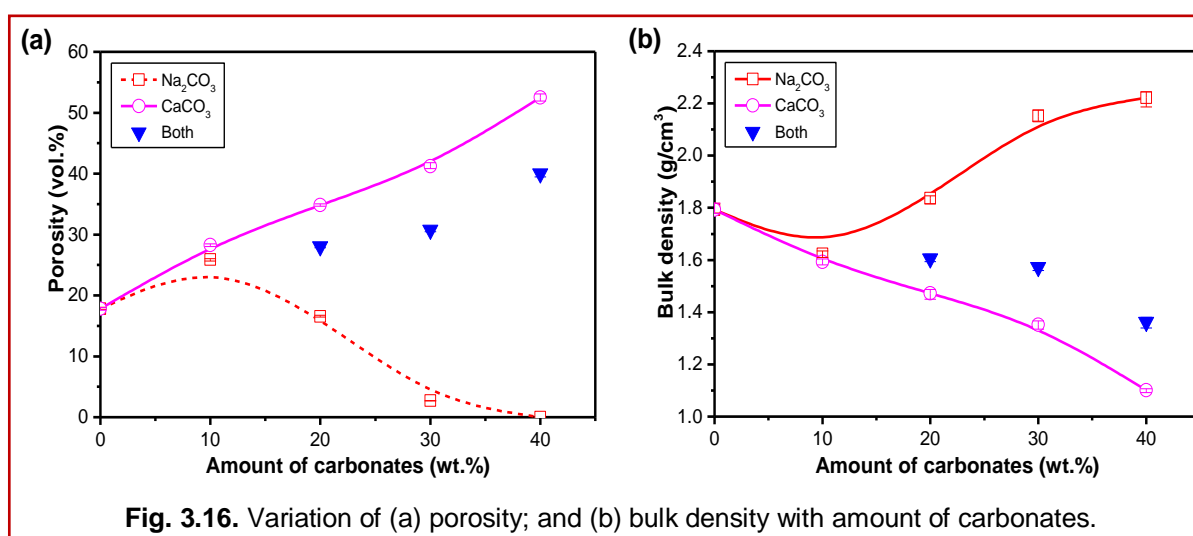 (a)
60
50
40
30
20
10
0
Porosity (vol.%)
Na₂CO₃
CaCO₃
Both
0 10 20 30 40
Amount of carbonates (wt.%)
(b)
2.4
2.2
2.0
1.8
1.6
1.4
1.2
1.0
Bulk density (g/cm³)
Na₂CO₃
CaCO₃
Both
0 10 20 30 40
Amount of carbonates (wt.%)
Fig. 3.16. Variation of (a) porosity; and (b) bulk density with amount of carbonates.